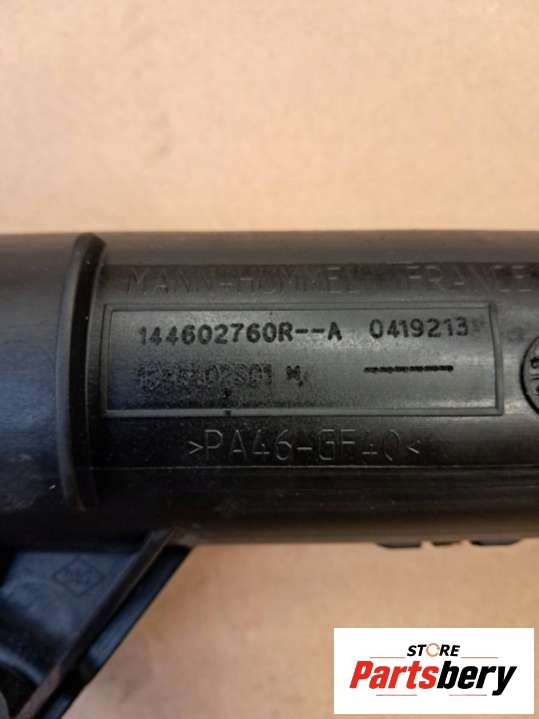 MANN+HUMMEL FRANCE
144602760R--A 0419213
>PA46-GF40<
STORE
Partsbery